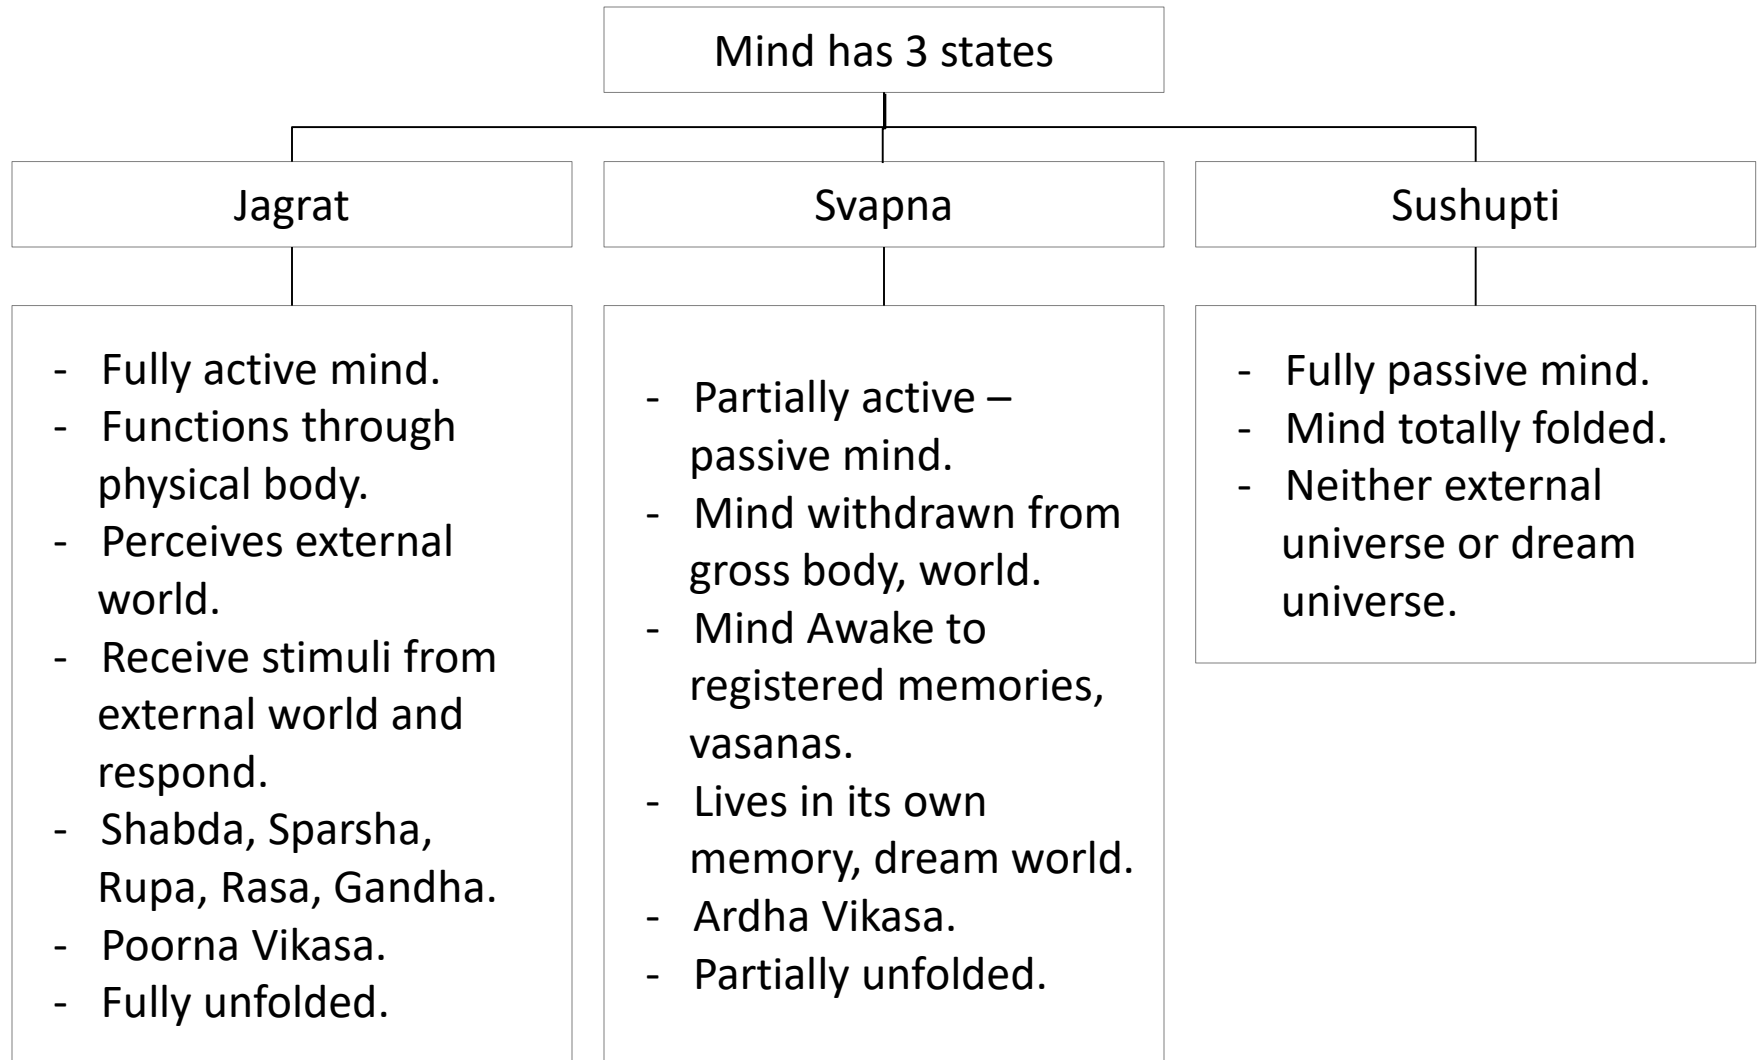 Mind has 3 states
Jagrat
Svapna
Sushupti
- Fully active mind.
- Functions through
physical body.
- Perceives external
world.
- Receive stimuli from
external world and
respond.
- Shabda, Sparsha,
Rupa, Rasa, Gandha.
- Poorna Vikasa.
- Fully unfolded.
- Partially active –
passive mind.
- Mind withdrawn from
gross body, world.
- Mind Awake to
registered memories,
vasanas.
- Lives in its own
memory, dream world.
- Ardha Vikasa.
- Partially unfolded.
- Fully passive mind.
- Mind totally folded.
- Neither external
universe or dream
universe.